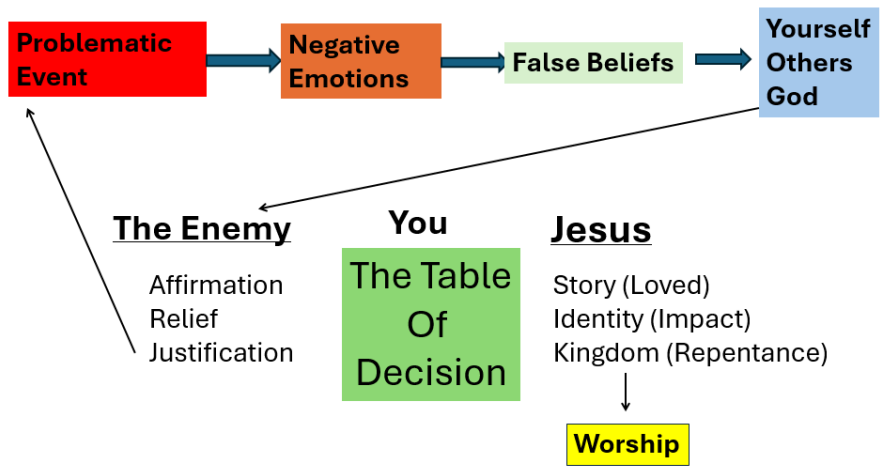 Problematic
Event
Negative
Emotions
False Beliefs
Yourself
Others
God
The Enemy
Affirmation
Relief
Justification
You
The Table
Of
Decision
Jesus
Story (Loved)
Identity (Impact)
Kingdom (Repentance)
Worship